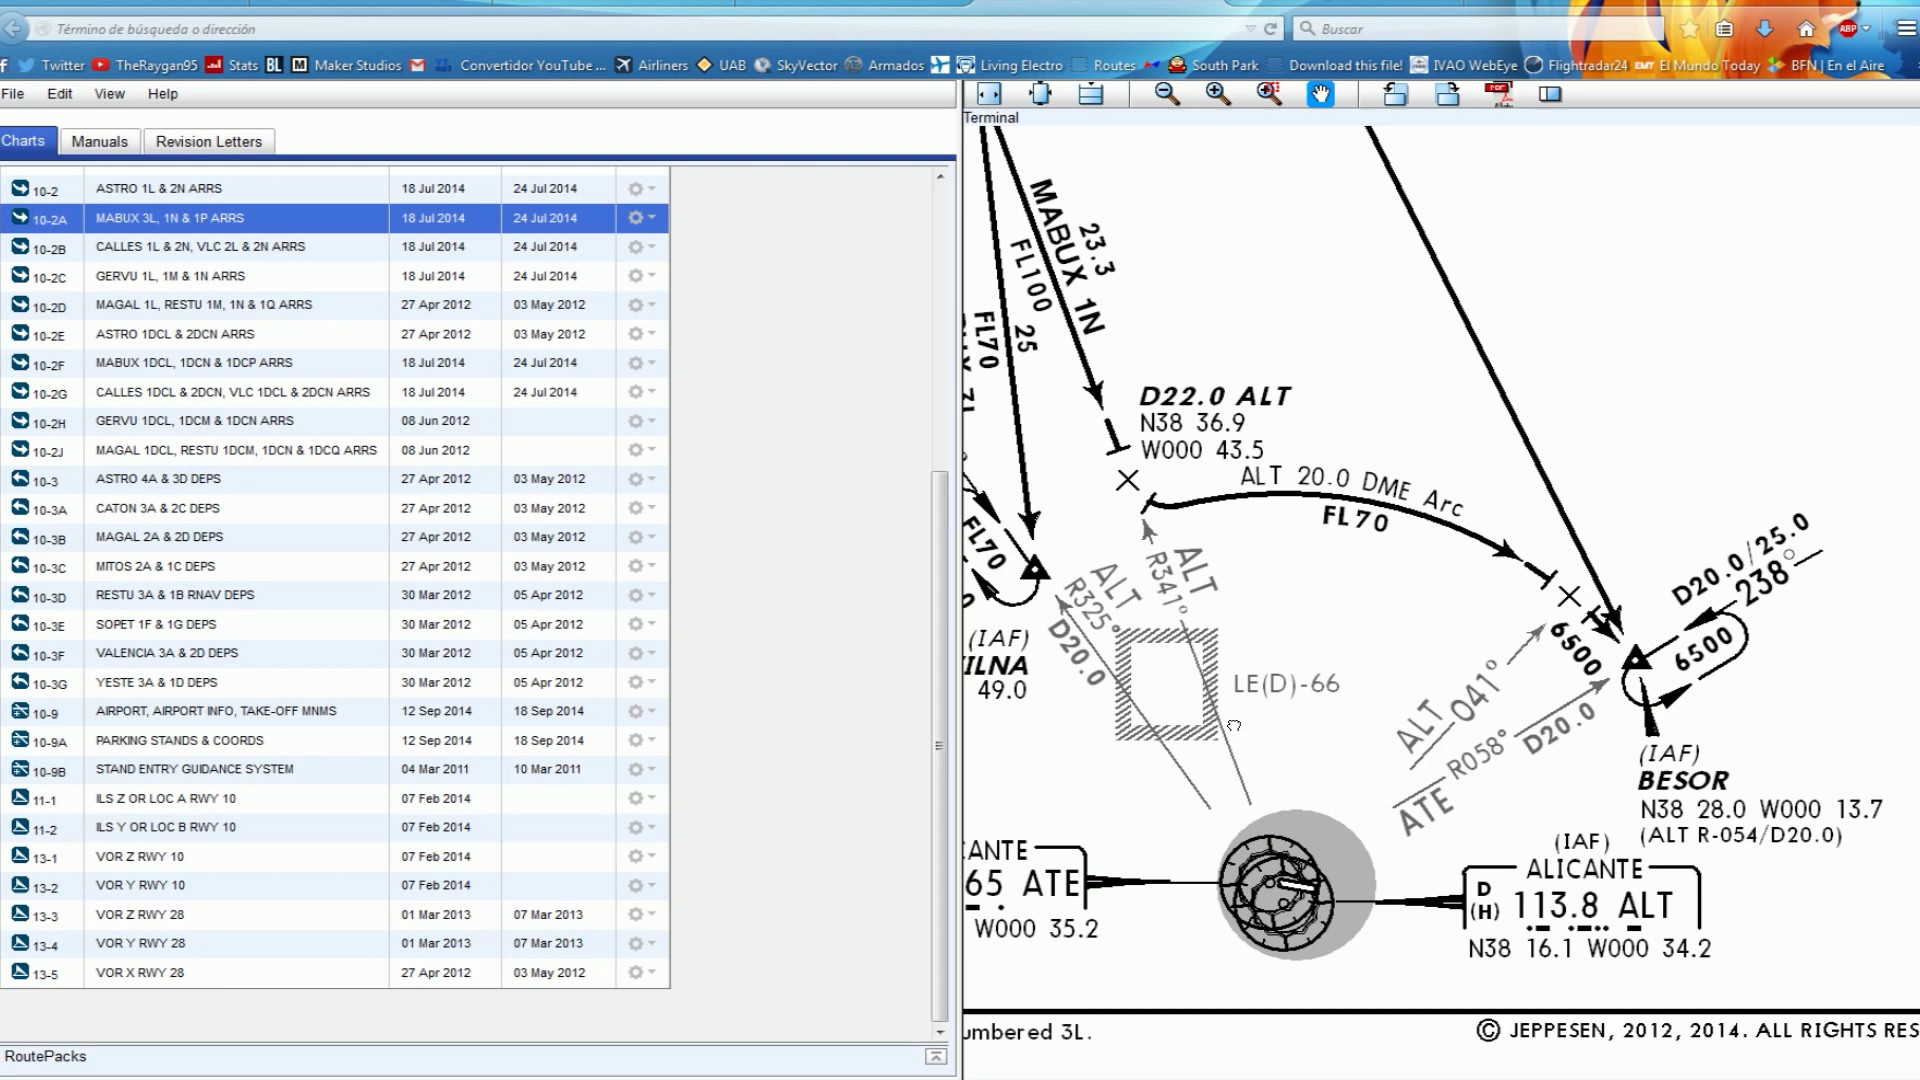 Término de búsqueda o dirección
Buscar
Twitter TheRaygan95 Stats BL M Maker Studios Convertidor YouTube ... Airliners UAB SkyVector Armados Living Electro Routes South Park Download this file! IVAO WebEye Flightradar24 EMT El Mundo Today BFN | En el Aire
ABP
File Edit View Help
Charts Manuals Revision Letters
10-2 ASTRO 1L & 2N ARRS 18 Jul 2014 24 Jul 2014
10-2A MABUX 3L, 1N & 1P ARRS 18 Jul 2014 24 Jul 2014
10-2B CALLES 1L & 2N, VLC 2L & 2N ARRS 18 Jul 2014 24 Jul 2014
10-2C GERVU 1L, 1M & 1N ARRS 18 Jul 2014 24 Jul 2014
10-2D MAGAL 1L, RESTU 1M, 1N & 1Q ARRS 27 Apr 2012 03 May 2012
10-2E ASTRO 1DCL & 2DCN ARRS 27 Apr 2012 03 May 2012
10-2F MABUX 1DCL, 1DCN & 1DCP ARRS 18 Jul 2014 24 Jul 2014
10-2G CALLES 1DCL & 2DCN, VLC 1DCL & 2DCN ARRS 18 Jul 2014 24 Jul 2014
10-2H GERVU 1DCL, 1DCM & 1DCN ARRS 08 Jun 2012
10-2J MAGAL 1DCL, RESTU 1DCM, 1DCN & 1DCQ ARRS 08 Jun 2012
10-3 ASTRO 4A & 3D DEPS 27 Apr 2012 03 May 2012
10-3A CATON 3A & 2C DEPS 27 Apr 2012 03 May 2012
10-3B MAGAL 2A & 2D DEPS 27 Apr 2012 03 May 2012
10-3C MITOS 2A & 1C DEPS 27 Apr 2012 03 May 2012
10-3D RESTU 3A & 1B RNAV DEPS 30 Mar 2012 05 Apr 2012
10-3E SOPET 1F & 1G DEPS 30 Mar 2012 05 Apr 2012
10-3F VALENCIA 3A & 2D DEPS 30 Mar 2012 05 Apr 2012
10-3G YESTE 3A & 1D DEPS 30 Mar 2012 05 Apr 2012
10-9 AIRPORT, AIRPORT INFO, TAKE-OFF MNMS 12 Sep 2014 18 Sep 2014
10-9A PARKING STANDS & COORDS 12 Sep 2014 18 Sep 2014
10-9B STAND ENTRY GUIDANCE SYSTEM 04 Mar 2011 10 Mar 2011
11-1 ILS Z OR LOC A RWY 10 07 Feb 2014
11-2 ILS Y OR LOC B RWY 10 07 Feb 2014
13-1 VOR Z RWY 10 07 Feb 2014
13-2 VOR Y RWY 10 07 Feb 2014
13-3 VOR Z RWY 28 01 Mar 2013 07 Mar 2013
13-4 VOR Y RWY 28 01 Mar 2013 07 Mar 2013
13-5 VOR X RWY 28 27 Apr 2012 03 May 2012
RoutePacks
Terminal
23.3
MABUX 1N
FL100
25
FL70
D22.0 ALT
N38 36.9
W000 43.5
ALT 20.0 DME Arc
FL70
FL70
ALT
R341°
ALT
R325°
D20.0
(IAF)
ILNA
49.0
LE(D)-66
D20.0/25.0
238°
6500
6500
ALT
041°
ATE R058°
D20.0
(IAF)
BESOR
N38 28.0 W000 13.7
(ALT R-054/D20.0)
CANTE
65 ATE
W000 35.2
(IAF)
ALICANTE
D
(H) 113.8 ALT
N38 16.1 W000 34.2
umbered 3L.
© JEPPESEN, 2012, 2014. ALL RIGHTS RES